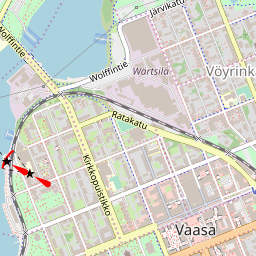 Wolffintie
Järvikatu
Wolffintie
Wärtsilä
Vöyrink
Ratakatu
Kirkkopuistikko
Vaasa